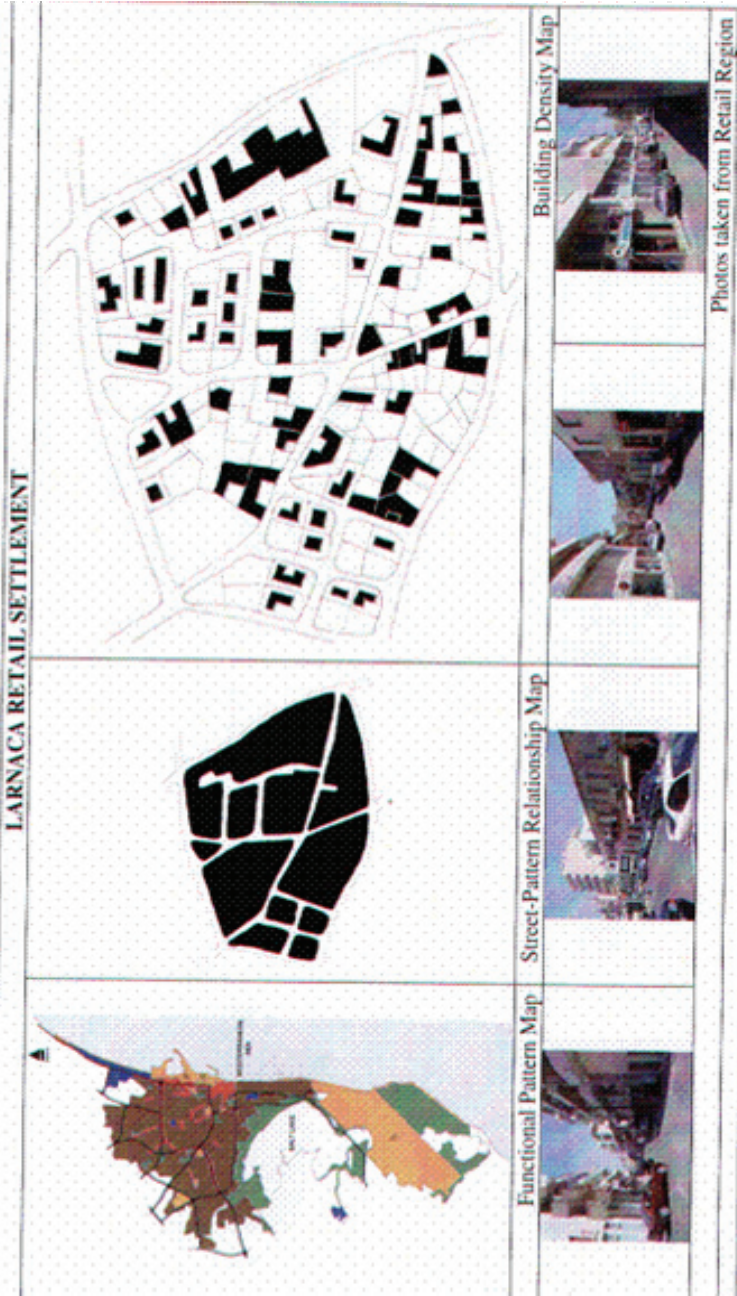 LARNACA RETAIL SETTLEMENT
Functional Pattern Map
Street-Pattern Relationship Map
Building Density Map
Photos taken from Retail Region